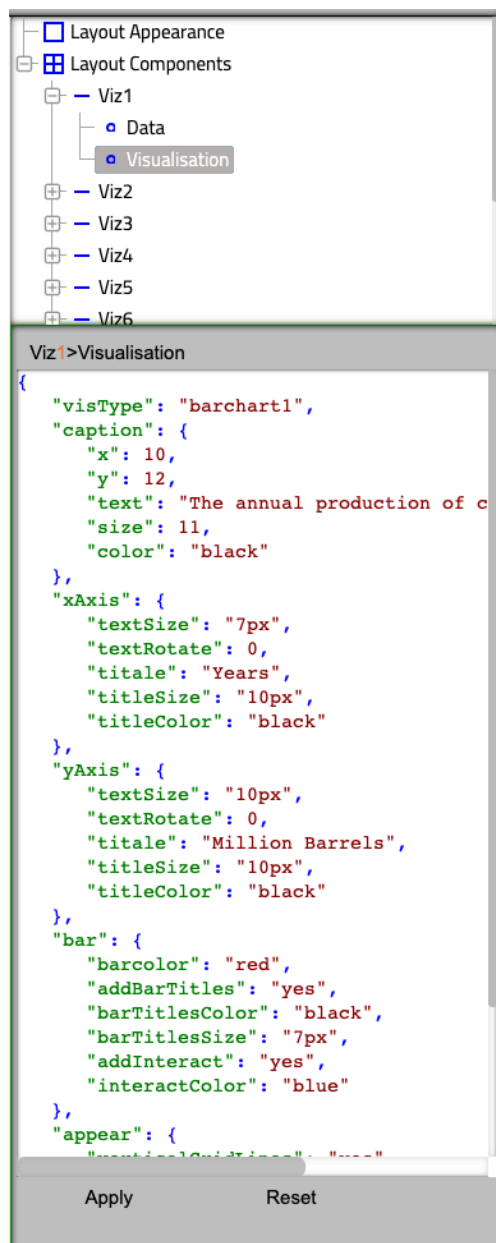 Layout Appearance
Layout Components
Viz1
Data
Visualisation
Viz2
Viz3
Viz4
Viz5
Viz6
Viz1>Visualisation
{
"visType": "barchart1",
"caption": {
"x": 10,
"y": 12,
"text": "The annual production of c
"size": 11,
"color": "black"
},
"xAxis": {
"textSize": "7px",
"textRotate": 0,
"titale": "Years",
"titleSize": "10px",
"titleColor": "black"
},
"yAxis": {
"textSize": "10px",
"textRotate": 0,
"titale": "Million Barrels",
"titleSize": "10px",
"titleColor": "black"
},
"bar": {
"barcolor": "red",
"addBarTitles": "yes",
"barTitlesColor": "black",
"barTitlesSize": "7px",
"addInteract": "yes",
"interactColor": "blue"
},
"appear": {
"verticalGridLines": "yes"
Apply Reset